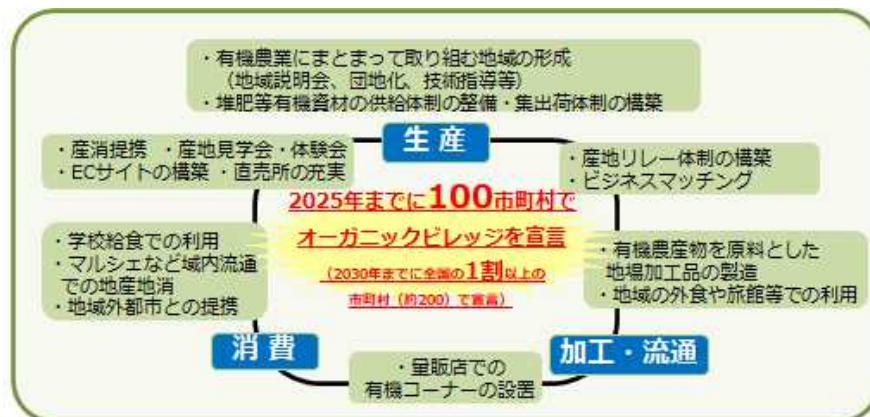 ・有機農業にまとまって取り組む地域の形成
（地域説明会、団地化、技術指導等）
・堆肥等有機資材の供給体制の整備・集出荷体制の構築
生産
・産消提携 ・産地見学会・体験会
・ECサイトの構築 ・直売所の充実
・産地リレー体制の構築
・ビジネスマッチング
2025年までに100市町村で
オーガニックビレッジを宣言
（2030年までに全国の1割以上の
市町村（約200）で宣言）
・学校給食での利用
・マルシェなど域内流通
での地産地消
・地域外都市との提携
・有機農産物を原料とした
地場加工品の製造
・地域の外食や旅館等での利用
消費
加工・流通
・量販店での
有機コーナーの設置